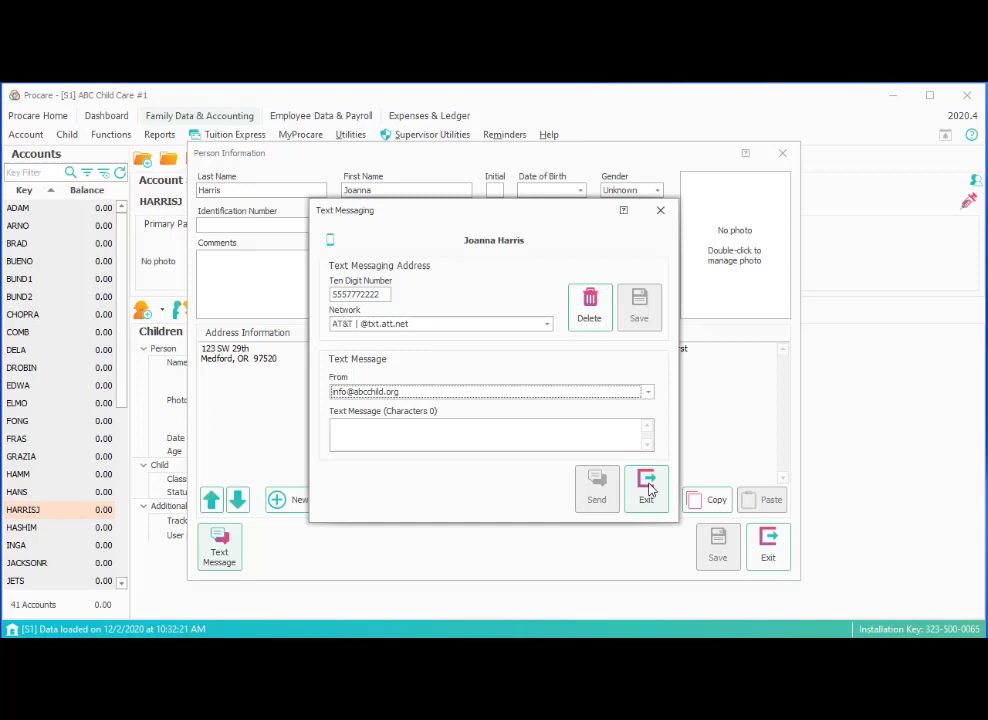 Procare - [S1] ABC Child Care #1
Procare Home Dashboard Family Data & Accounting Employee Data & Payroll Expenses & Ledger 2020.4
Account Child Functions Reports Tuition Express MyProcare Utilities Supervisor Utilities Reminders Help
Accounts
Key Filter
Key Balance
ADAM 0.00
ARNO 0.00
BRAD 0.00
BUENO 0.00
BUND1 0.00
BUND2 0.00
CHOPRA 0.00
COMB 0.00
DELA 0.00
DROBIN 0.00
EDWA 0.00
ELMO 0.00
FONG 0.00
FRAS 0.00
GRAZIA 0.00
HAMM 0.00
HANS 0.00
HARRISJ 0.00
HASHIM 0.00
INGA 0.00
JACKSONR 0.00
JETS 0.00
41 Accounts 0.00
Account
HARRISJ
Primary Pa
No photo
Children
Person
Name
Photo
Date
Age
Child
Class
Statu
Additional
Track
User
Person Information
Last Name First Name Initial Date of Birth Gender
Harris Joanna Unknown
Identification Number
Comments
No photo
Double-click to
manage photo
Address Information
123 SW 29th
Medford, OR 97520
New
Copy Paste
Text
Message
Save Exit
Text Messaging
Joanna Harris
Text Messaging Address
Ten Digit Number
5557772222
Network
AT&T | @txt.att.net
Delete Save
Text Message
From
info@abcchild.org
Text Message (Characters 0)
Send Exit
[S1] Data loaded on 12/2/2020 at 10:32:21 AM Installation Key: 323-500-0065